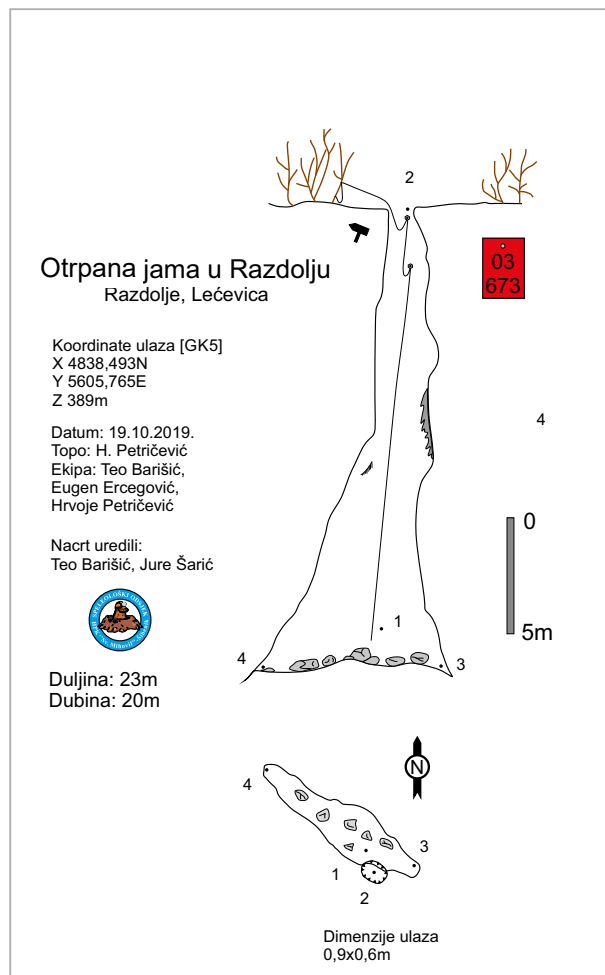 2
03
673
Otrpana jama u Razdolju
Razdolje, Lećevica
Koordinate ulaza [GK5]
X 4838,493N
Y 5605,765E
Z 389m
4
Datum: 19.10.2019.
Topo: H. Petričević
Ekipa: Teo Barišić,
Eugen Ercegović,
Hrvoje Petričević
0
Nacrt uredili:
Teo Barišić, Jure Šarić
5m
1
4
3
Duljina: 23m
Dubina: 20m
N
4
3
1
2
Dimenzije ulaza
0,9x0,6m